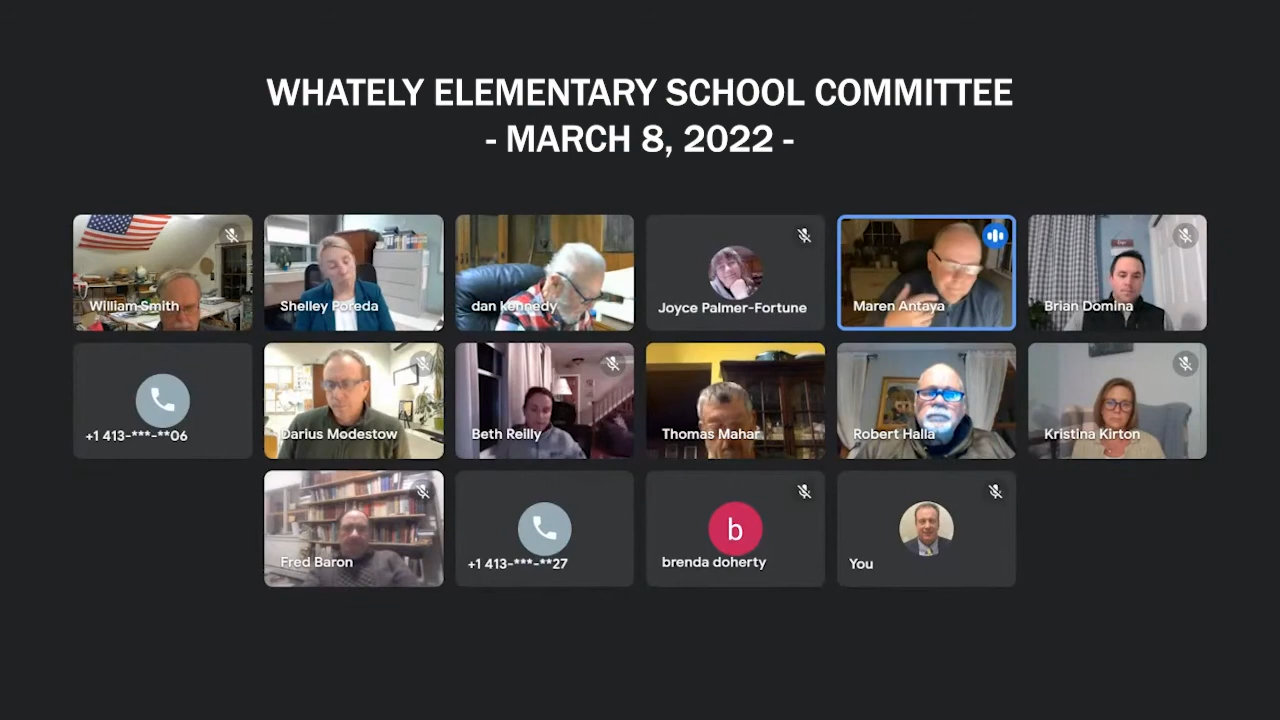 WHATELY ELEMENTARY SCHOOL COMMITTEE
- MARCH 8, 2022 -
William Smith
Shelley Poreda
dan kennedy
Joyce Palmer-Fortune
Maren Antaya
Brian Domina
+1 413-***-**06
Darius Modestow
Beth Reilly
Thomas Mahar
Robert Halla
Kristina Kirton
Fred Baron
+1 413-***-**27
b
brenda doherty
You